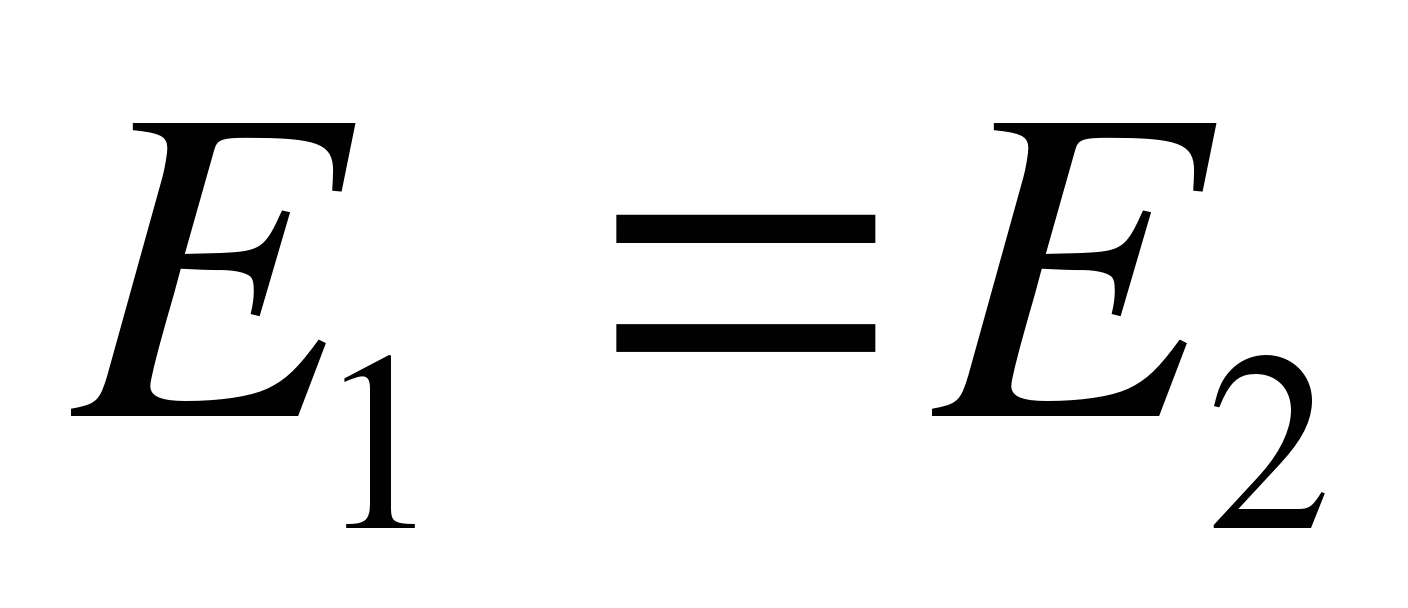 E₁ = E₂